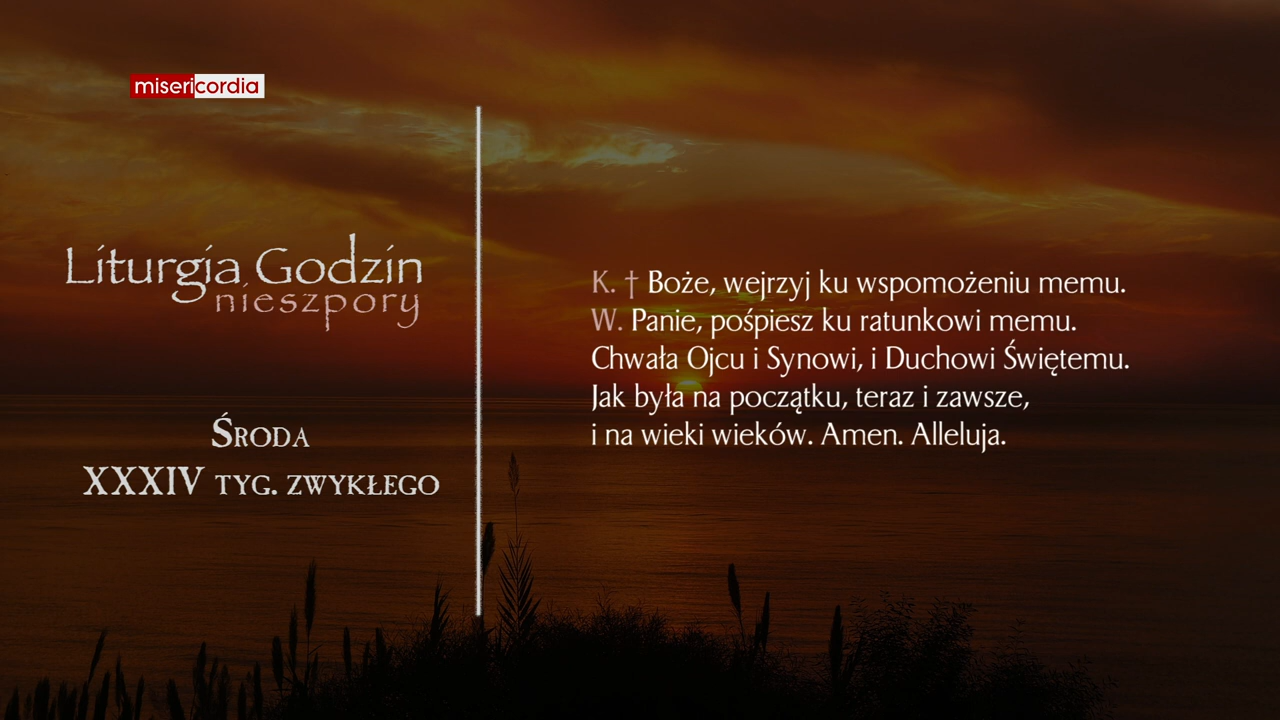 misericordia
Liturgia Godzin
nieszpory
Środa
XXXIV tyg. zwykłego
K. † Boże, wejrzyj ku wspomożeniu memu.
W. Panie, pośpiesz ku ratunkowi memu.
Chwała Ojcu i Synowi, i Duchowi Świętemu.
Jak była na początku, teraz i zawsze,
i na wieki wieków. Amen. Alleluja.